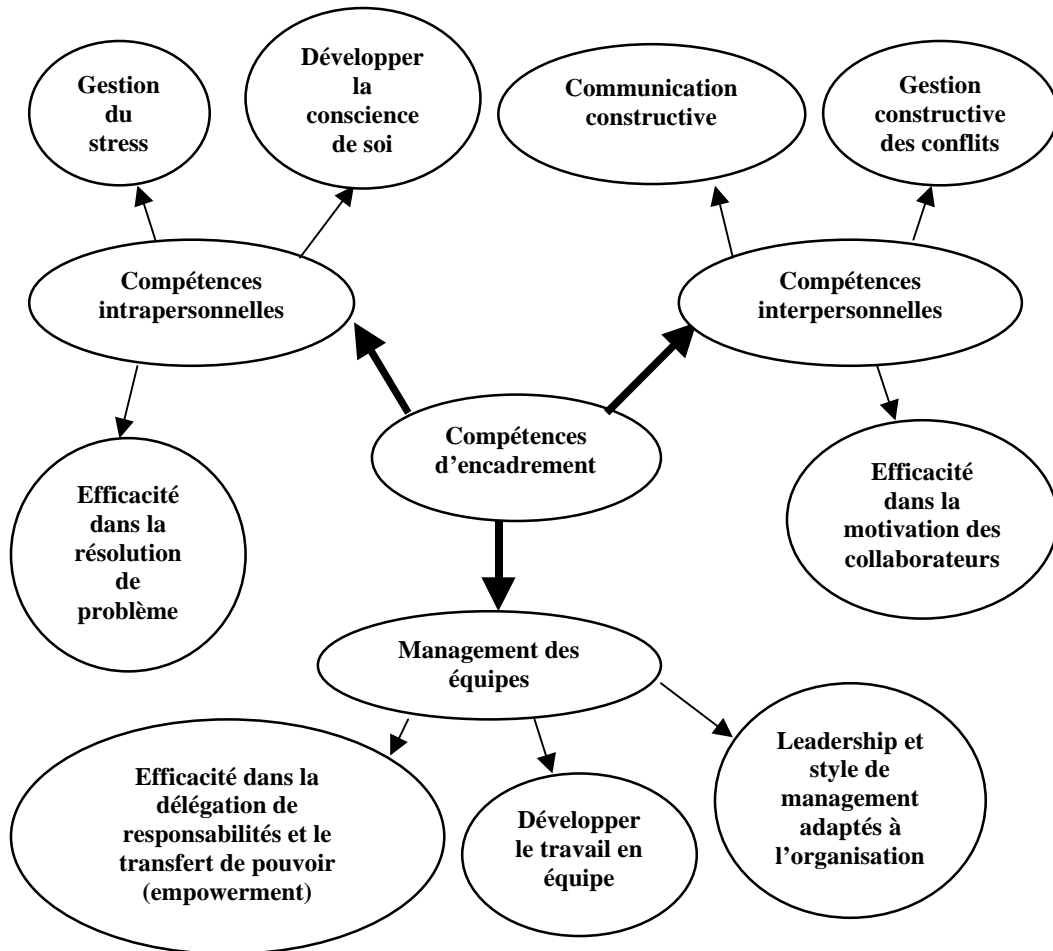 Gestion
du
stress
Développer
la
conscience
de soi
Communication
constructive
Gestion
constructive
des conflits
Compétences
intrapersonnelles
Compétences
interpersonnelles
Compétences
d’encadrement
Efficacité
dans la
résolution
de
problème
Efficacité
dans la
motivation des
collaborateurs
Management des
équipes
Efficacité dans la
délégation de
responsabilités et le
transfert de pouvoir
(empowerment)
Développer
le travail en
équipe
Leadership et
style de
management
adaptés à
l’organisation